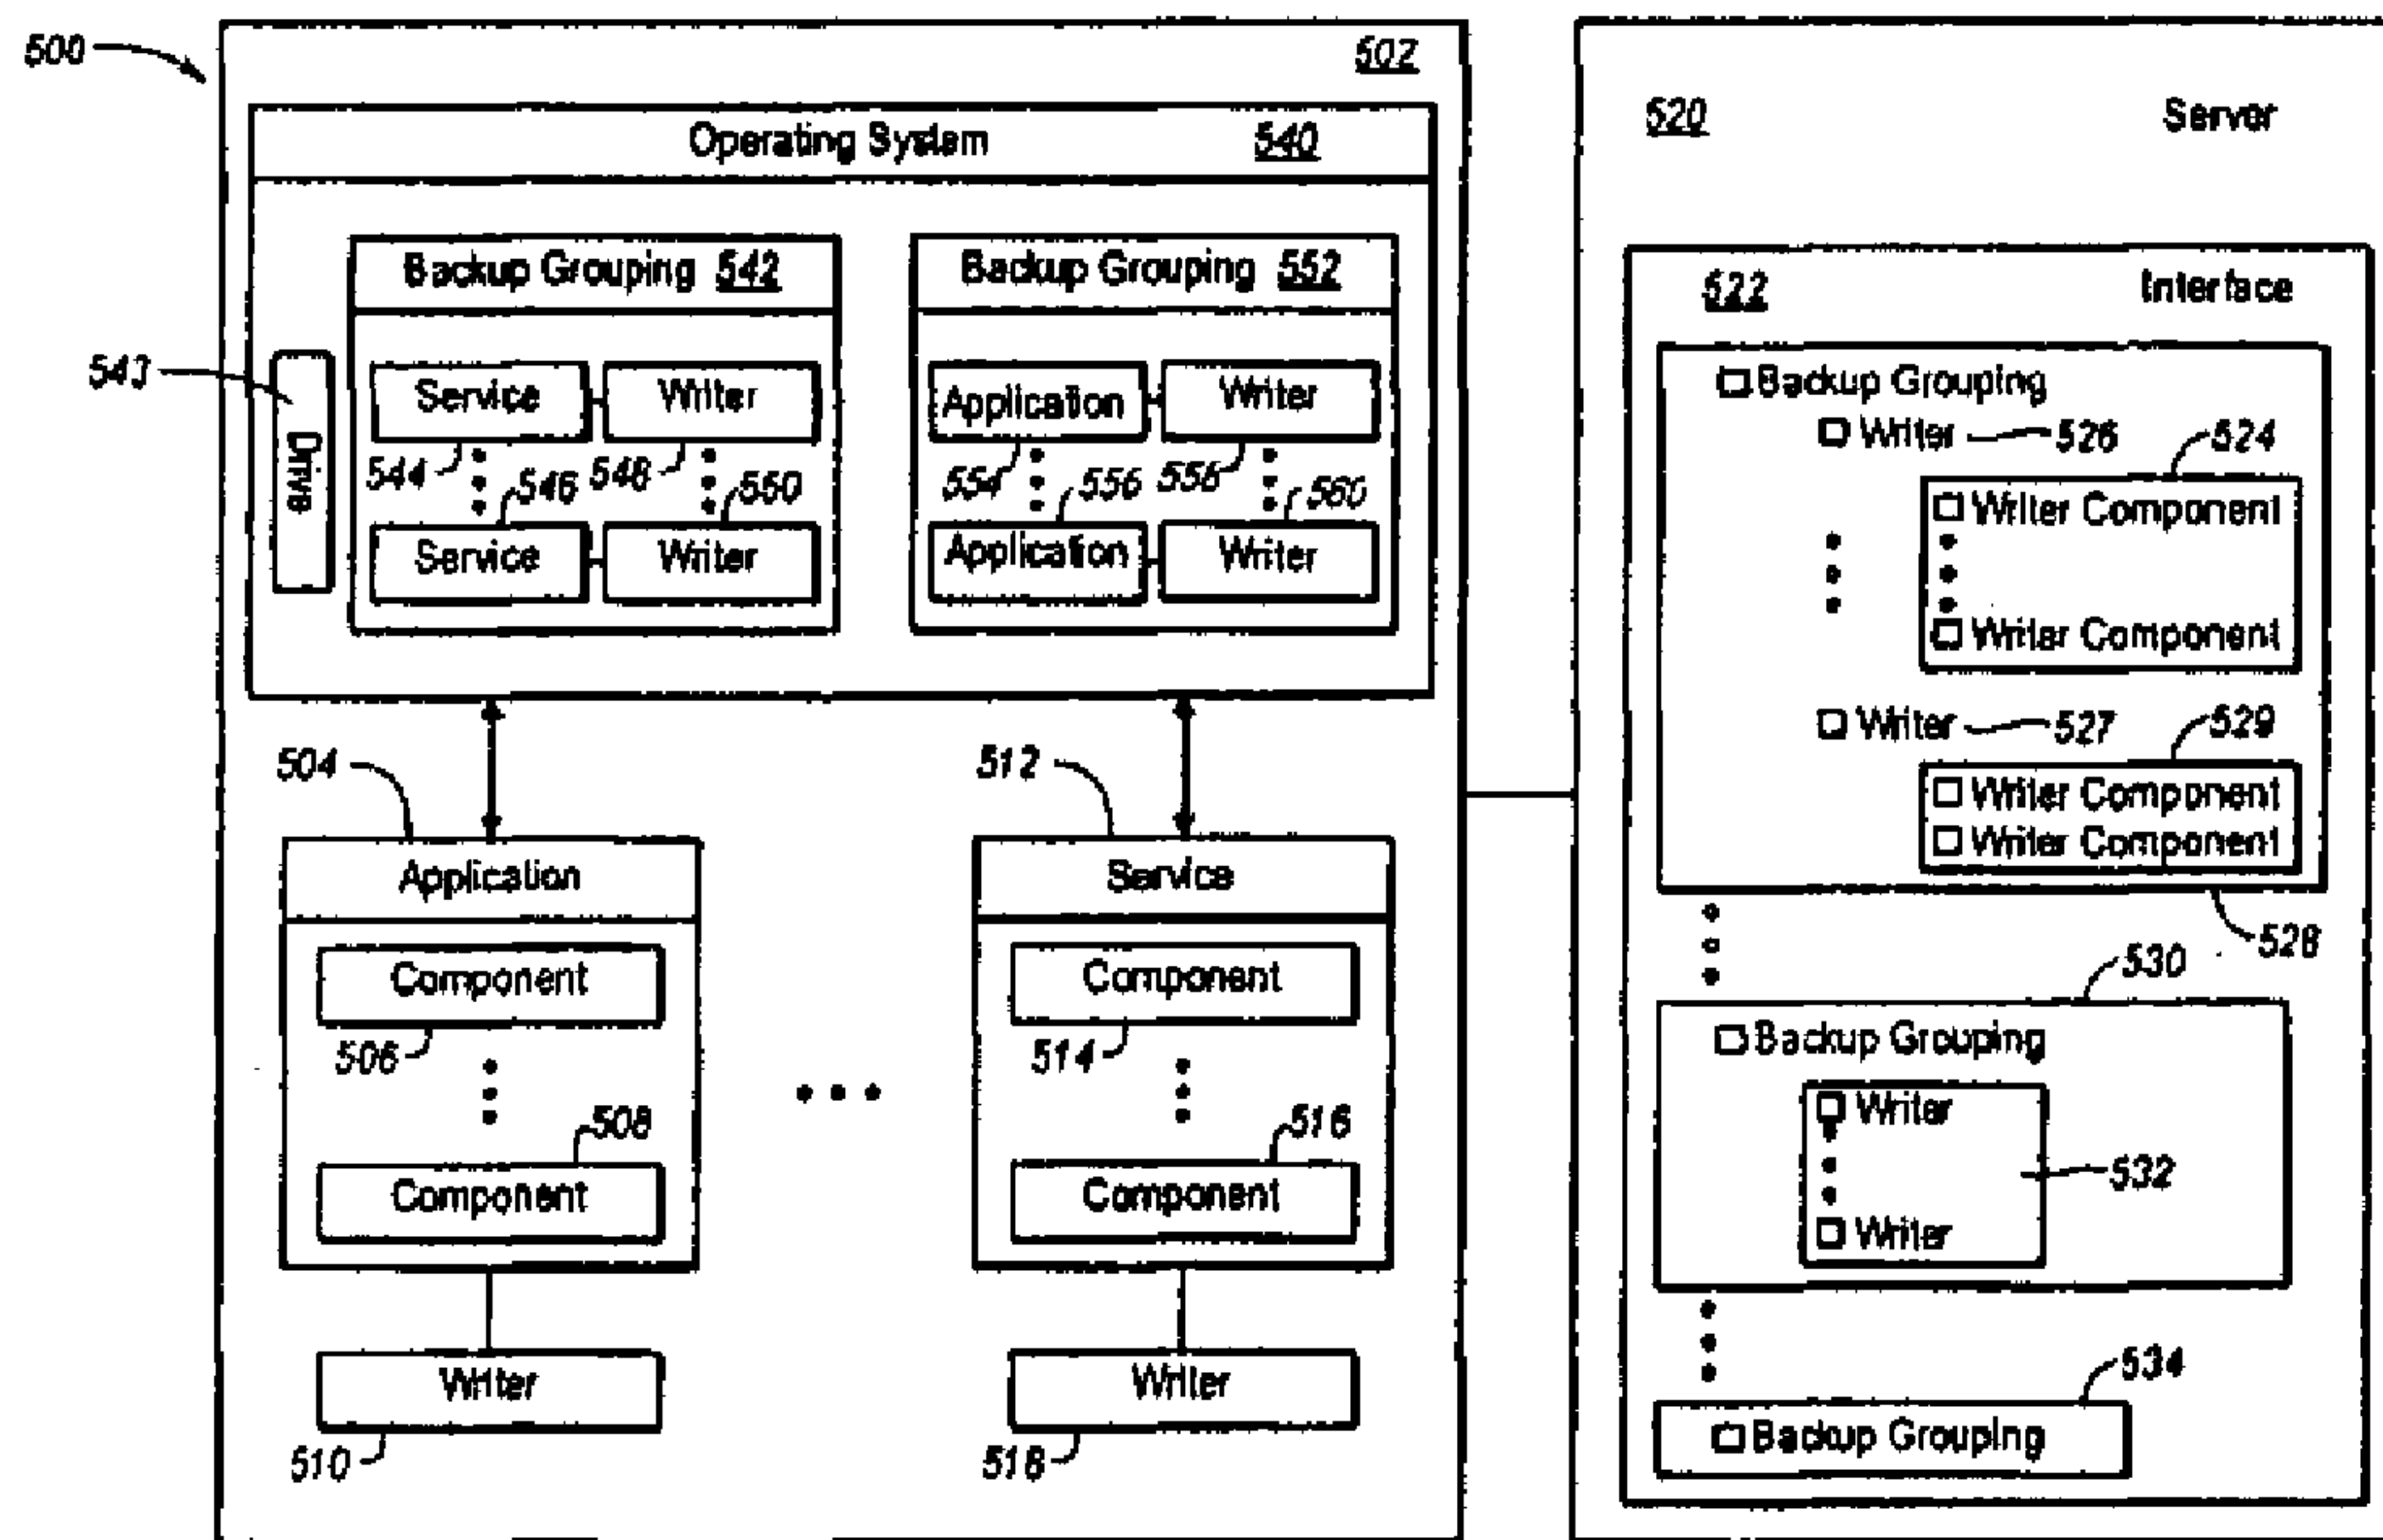 500
502
Operating System 540
Backup Grouping 542
Backup Grouping 552
543
Drive
Service
Writer
Application
Writer
544
546
548
550
554
556
558
560
Service
Writer
Application
Writer
504
512
Application
Service
Component
Component
506
514
508
516
Component
Component
Writer
Writer
510
518
520 Server
522 Interface
Backup Grouping
Writer 526
524
Writer Component
Writer Component
Writer 527
529
Writer Component
Writer Component
528
530
Backup Grouping
Writer
532
Writer
534
Backup Grouping